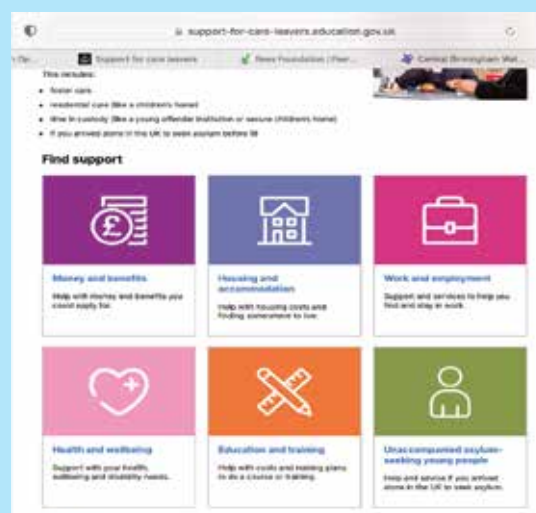 support-for-care-leavers.education.gov.uk
Support for care leavers
Rees Foundation | Peer...
Central Birmingham Wat...
This includes:
foster care
residential care (like a children's home)
time in custody (like a young offender institution or secure children's home)
if you arrived alone in the UK to seek asylum before 18
Find support
£
Money and benefits
Help with money and benefits you
could apply for.
Housing and
accommodation
Help with housing costs and
finding somewhere to live.
Work and employment
Support and services to help you
find and stay in work.
Health and wellbeing
Support with your health,
wellbeing and disability needs.
Education and training
Help with costs and making plans
to do a course or training.
Unaccompanied asylum-
seeking young people
Help and advice if you arrived
alone in the UK to seek asylum.